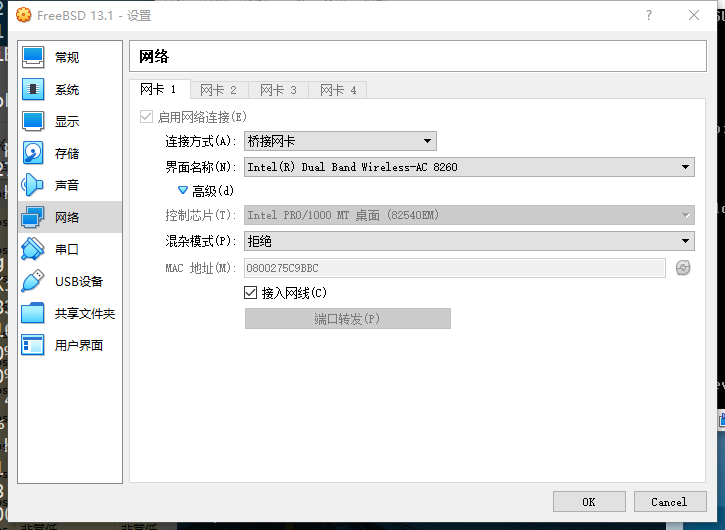 FreeBSD 13.1 - 设置
常规
系统
显示
存储
声音
网络
串口
USB设备
共享文件夹
用户界面
网络
网卡 1 网卡 2 网卡 3 网卡 4
启用网络连接(E)
连接方式(A): 桥接网卡
界面名称(N): Intel(R) Dual Band Wireless-AC 8260
高级(d)
控制芯片(T): Intel PRO/1000 MT 桌面 (82540EM)
混杂模式(P): 拒绝
MAC 地址(M): 0800275C9BBC
接入网线(C)
端口转发(P)
OK Cancel